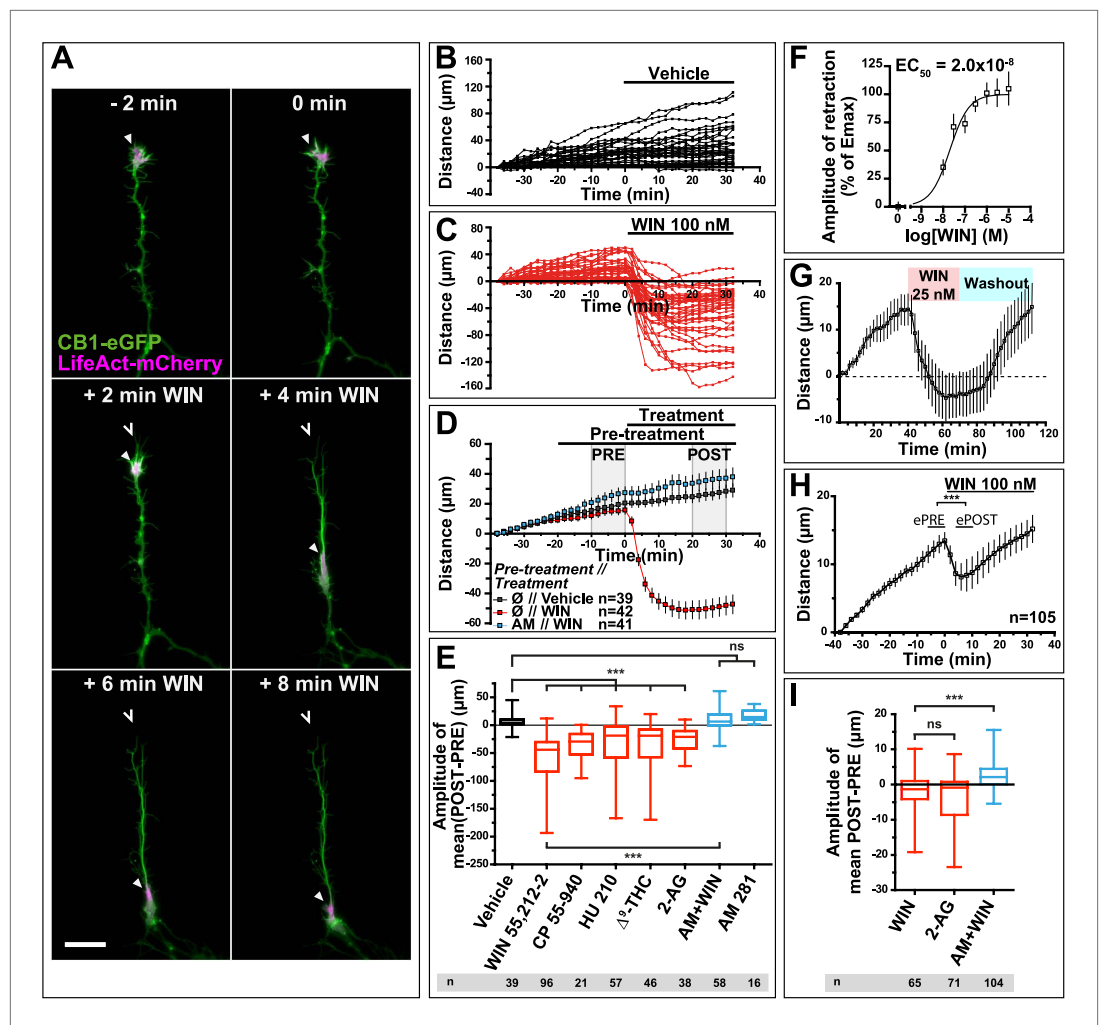 A
- 2 min
0 min
CB1-eGFP
LifeAct-mCherry
+ 2 min WIN
+ 4 min WIN
+ 6 min WIN
+ 8 min WIN
B
Vehicle
Distance (µm)
160
120
80
40
0
-40
-30
-20
-10
0
10
20
30
40
Time (min)
C
WIN 100 nM
Distance (µm)
80
40
0
-40
-80
-120
-160
-30
-20
-10
0
10
20
30
40
Time (min)
D
Treatment
Pre-treatment
PRE
POST
Distance (µm)
60
40
20
0
-20
-40
-60
-30
-20
-10
0
10
20
30
40
Time (min)
Pre-treatment //
Treatment
Ø // Vehicle n=39
Ø // WIN n=42
AM // WIN n=41
E
ns
***
Amplitude of
mean(POST-PRE) (µm)
100
50
0
-50
-100
-150
-200
-250
***
Vehicle
WIN 55,212-2
CP 55-940
HU 210
Δ⁹-THC
2-AG
AM+WIN
AM 281
n 39 96 21 57 46 38 58 16
F
EC₅₀ = 2.0x10⁻⁸
Amplitude of retraction
(% of Emax)
125
100
75
50
25
0
0 -9 -8 -7 -6 -5 -4
log[WIN] (M)
G
WIN
25 nM
Washout
Distance (µm)
20
10
0
-10
20 40 60 80 100 120
Time (min)
H
WIN 100 nM
***
ePRE
ePOST
Distance (µm)
20
10
0
-40 -30 -20 -10 0 10 20 30 40
n=105
Time (min)
I
***
ns
Amplitude of
mean POST-PRE (µm)
20
10
0
-10
-20
-30
WIN
2-AG
AM+WIN
n 65 71 104